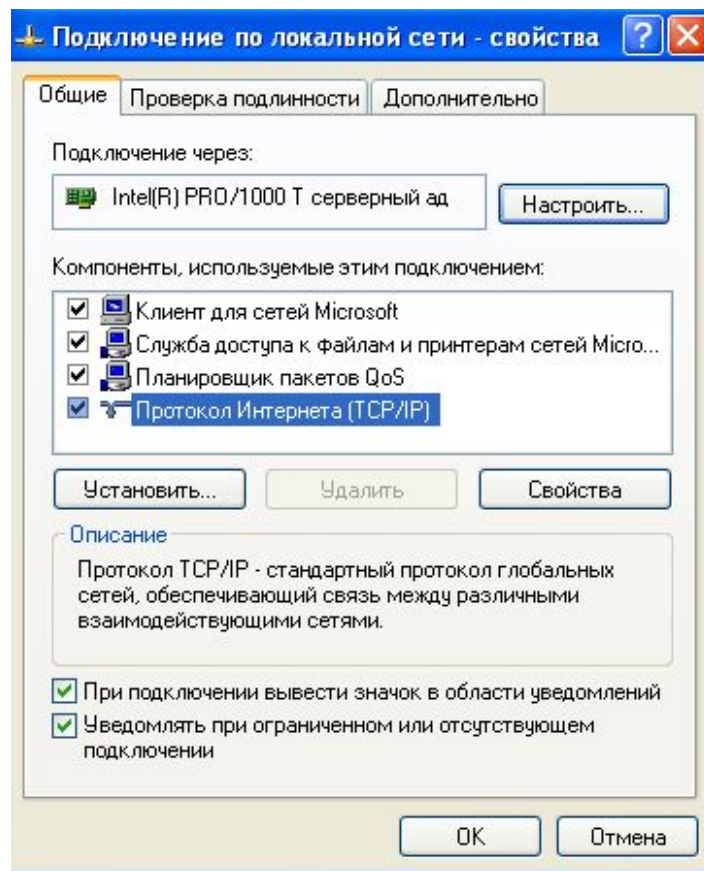 Подключение по локальной сети - свойства
Общие
Проверка подлинности
Дополнительно
Подключение через:
Intel(R) PRO/1000 T серверный ад
Настроить...
Компоненты, используемые этим подключением:
Клиент для сетей Microsoft
Служба доступа к файлам и принтерам сетей Micro...
Планировщик пакетов QoS
Протокол Интернета (TCP/IP)
Установить...
Удалить
Свойства
Описание
Протокол TCP/IP - стандартный протокол глобальных
сетей, обеспечивающий связь между различными
взаимодействующими сетями.
При подключении вывести значок в области уведомлений
Уведомлять при ограниченном или отсутствующем
подключении
OK
Отмена